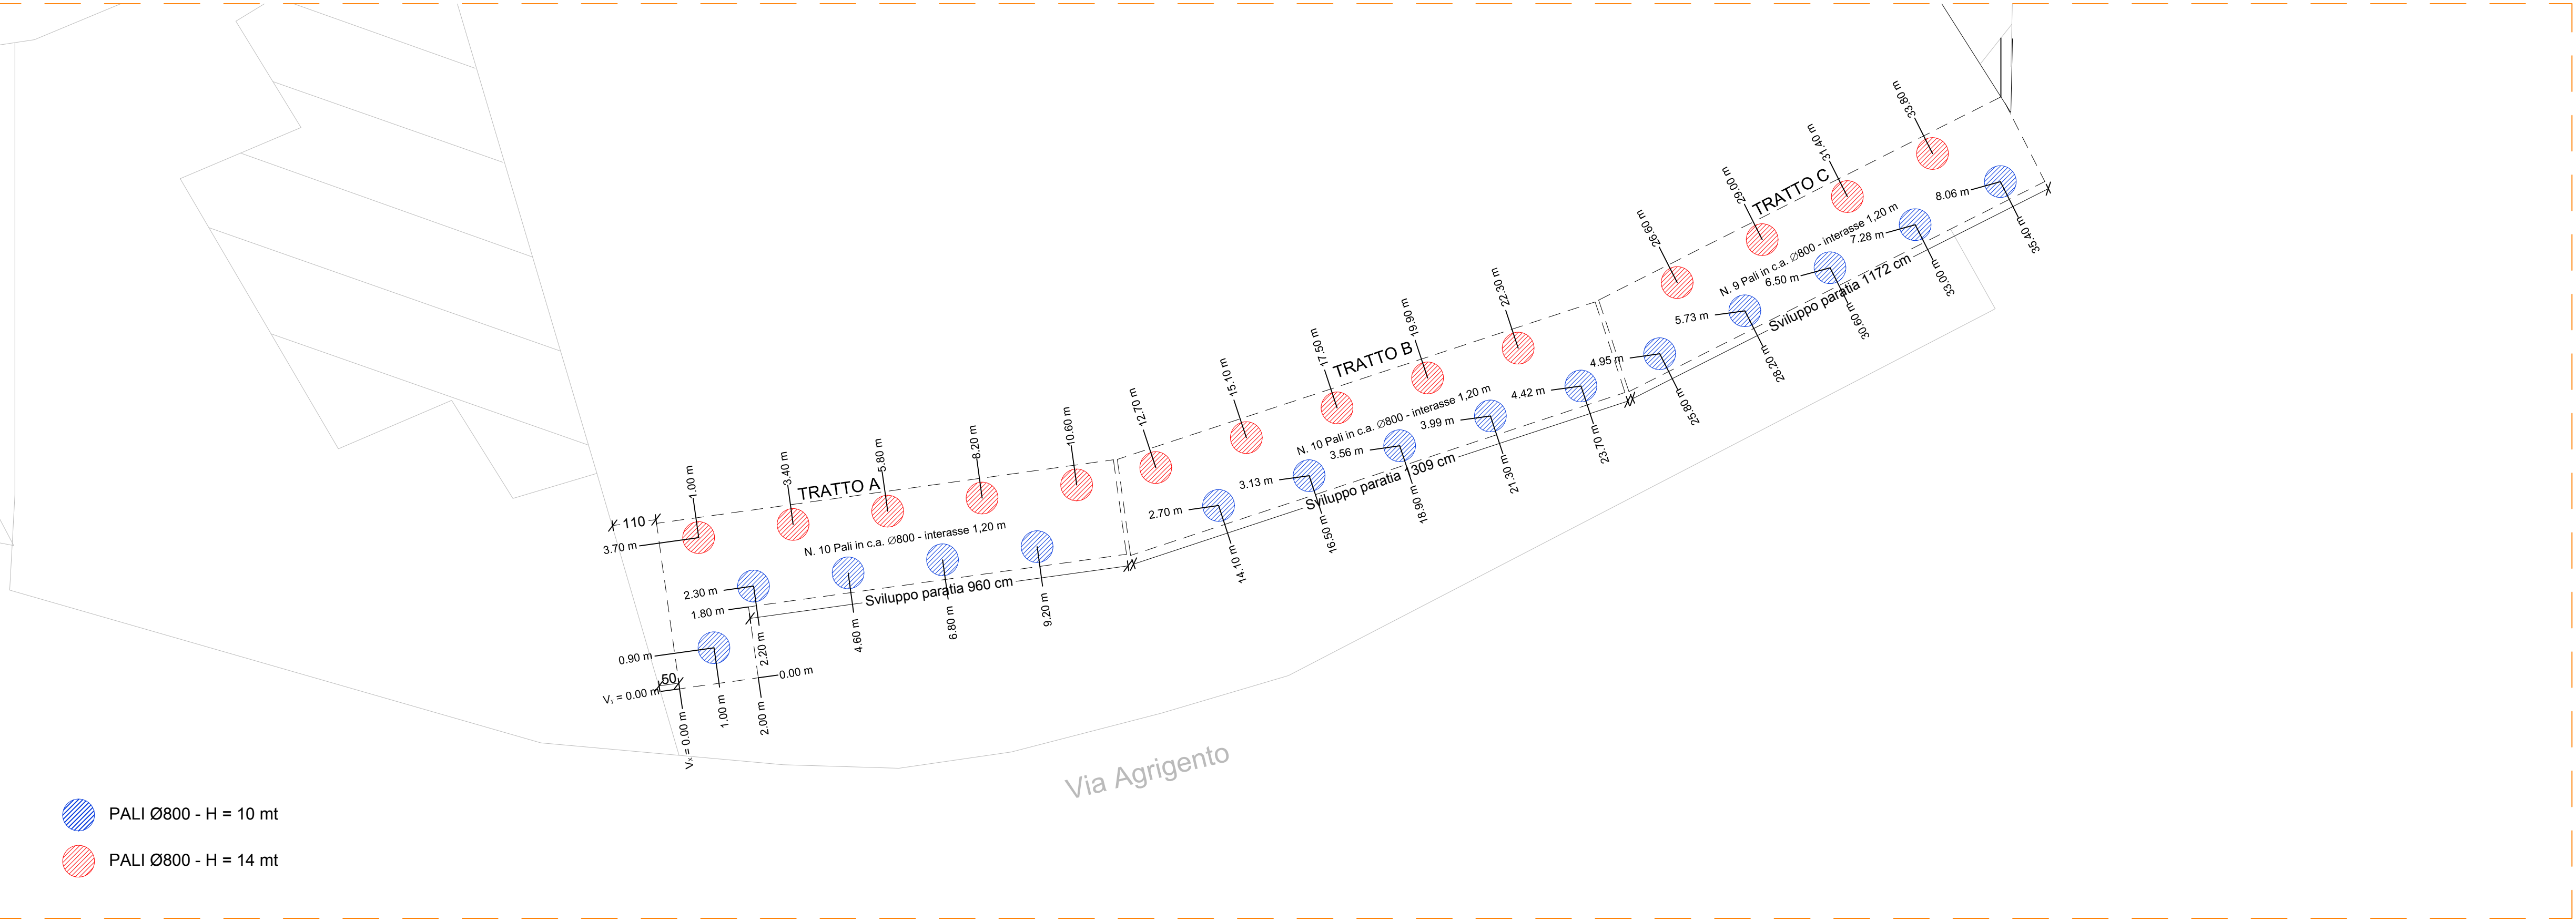 33.80 m
31.40 m
29.00 m
26.60 m
TRATTO C
8.06 m
35.40 m
N. 9 Pali in c.a. Ø800 - interasse 1,20 m
7.28 m
33.00 m
6.50 m
Sviluppo paratia 1172 cm
30.60 m
5.73 m
28.20 m
4.95 m
25.80 m
22.30 m
19.90 m
17.50 m
15.10 m
12.70 m
TRATTO B
N. 10 Pali in c.a. Ø800 - interasse 1,20 m
4.42 m
23.70 m
3.99 m
21.30 m
3.56 m
18.90 m
Sviluppo paratia 1309 cm
3.13 m
16.50 m
2.70 m
14.10 m
10.60 m
8.20 m
5.80 m
3.40 m
1.00 m
TRATTO A
110
3.70 m
N. 10 Pali in c.a. Ø800 - interasse 1,20 m
2.30 m
Sviluppo paratia 960 cm
1.80 m
9.20 m
6.80 m
4.60 m
2.20 m
0.90 m
50
0.00 m
Vy = 0.00 m
Vx = 0.00 m
1.00 m
2.00 m
Via Agrigento
PALI Ø800 - H = 10 mt
PALI Ø800 - H = 14 mt